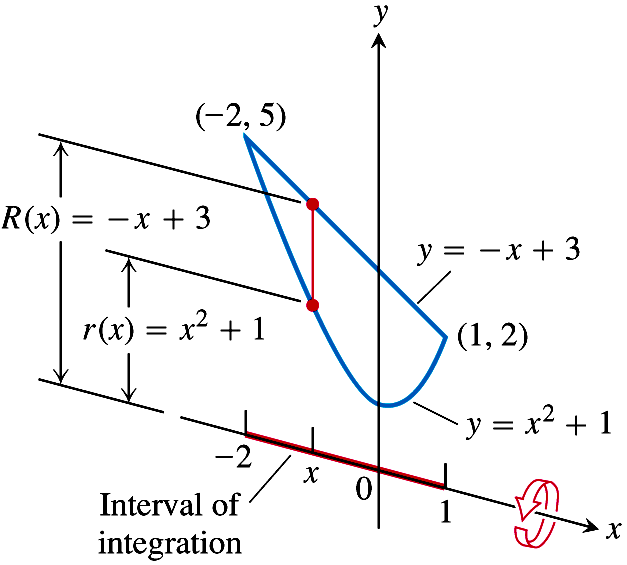 y
(−2, 5)
R(x) = −x + 3
y = −x + 3
r(x) = x² + 1
(1, 2)
y = x² + 1
−2
x
0
1
x
Interval of
integration